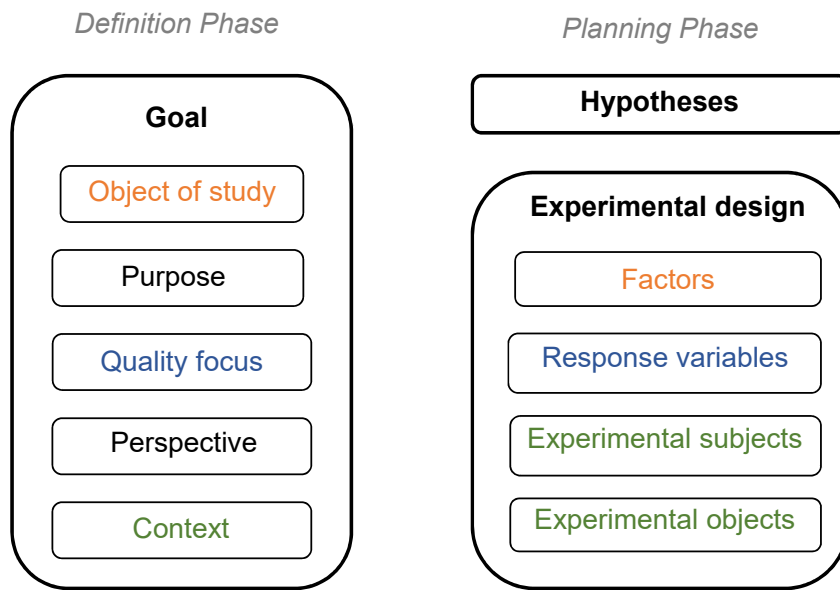 Definition Phase
Goal
Object of study
Purpose
Quality focus
Perspective
Context
Planning Phase
Hypotheses
Experimental design
Factors
Response variables
Experimental subjects
Experimental objects